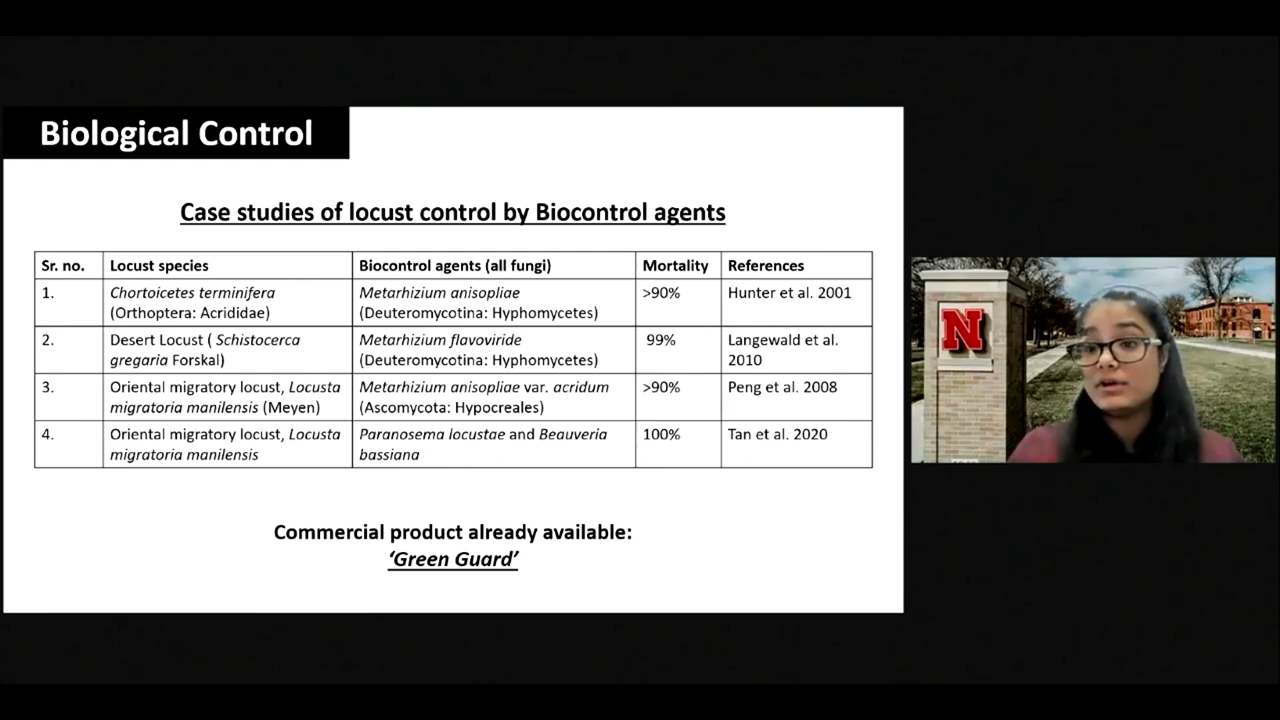 Biological Control
Case studies of locust control by Biocontrol agents
Sr. no. Locust species Biocontrol agents (all fungi) Mortality References
1. Chortoicetes terminifera Metarhizium anisopliae >90% Hunter et al. 2001
(Orthoptera: Acrididae) (Deuteromycotina: Hyphomycetes)
2. Desert Locust ( Schistocerca Metarhizium flavoviride 99% Langewald et al.
gregaria Forskal) (Deuteromycotina: Hyphomycetes) 2010
3. Oriental migratory locust, Locusta Metarhizium anisopliae var. acridum >90% Peng et al. 2008
migratoria manilensis (Meyen) (Ascomycota: Hypocreales)
4. Oriental migratory locust, Locusta Paranosema locustae and Beauveria 100% Tan et al. 2020
migratoria manilensis bassiana
Commercial product already available:
‘Green Guard’
N